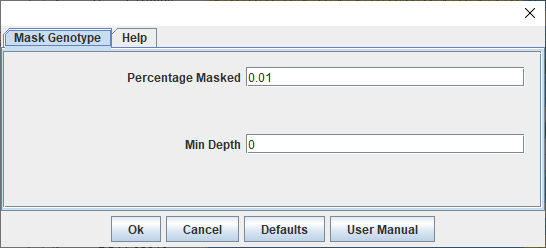 Mask Genotype Help
Percentage Masked 0.01
Min Depth 0
Ok Cancel Defaults User Manual